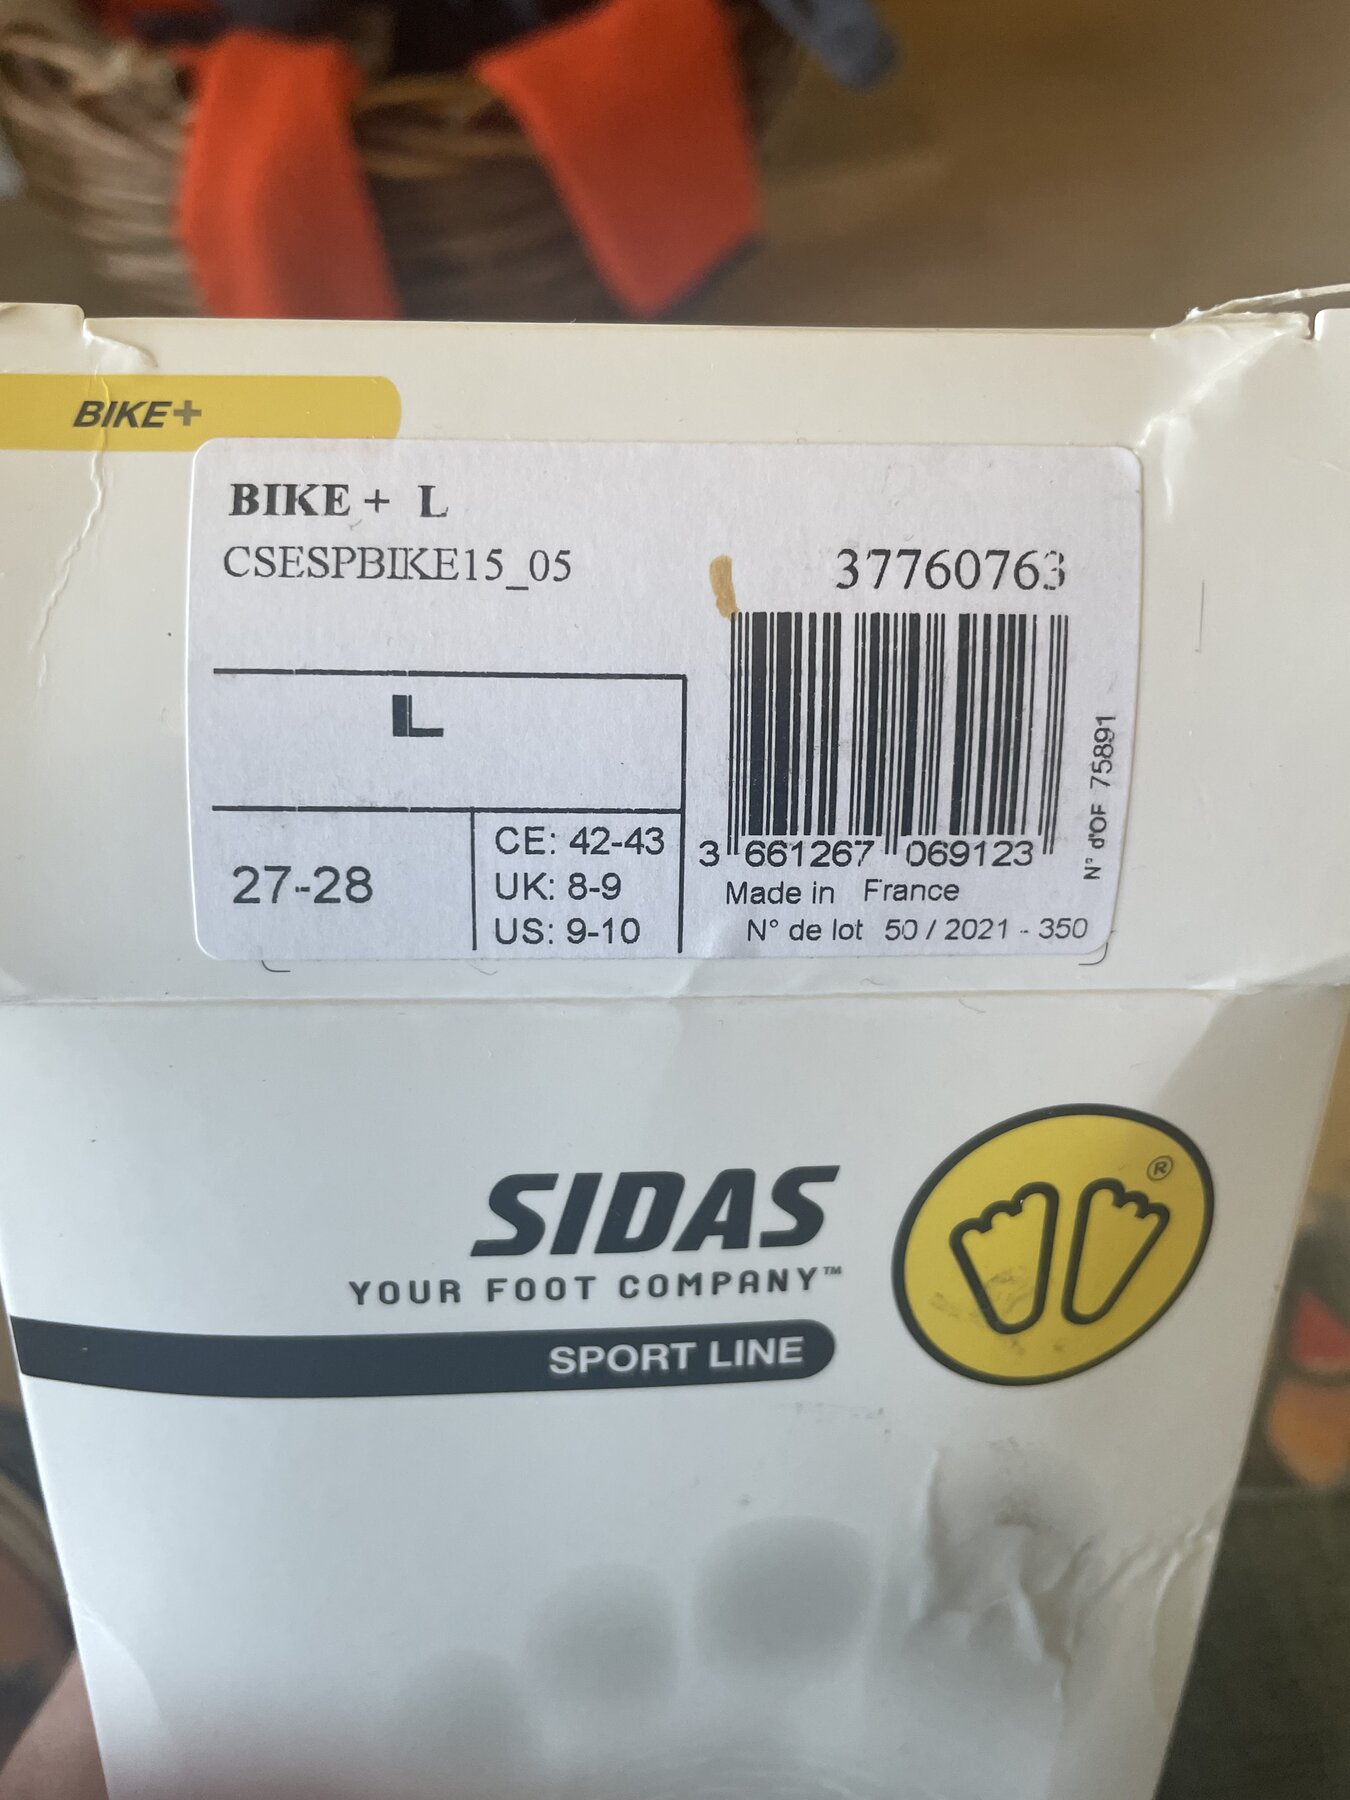 BIKE+
BIKE + L
CSESPBIKE15_05
37760763
L
27-28
CE: 42-43
UK: 8-9
US: 9-10
3 661267 069123
Made in France
N° de lot 50 / 2021 - 350
N° d'OF 75891
SIDAS
YOUR FOOT COMPANY™
SPORT LINE
®